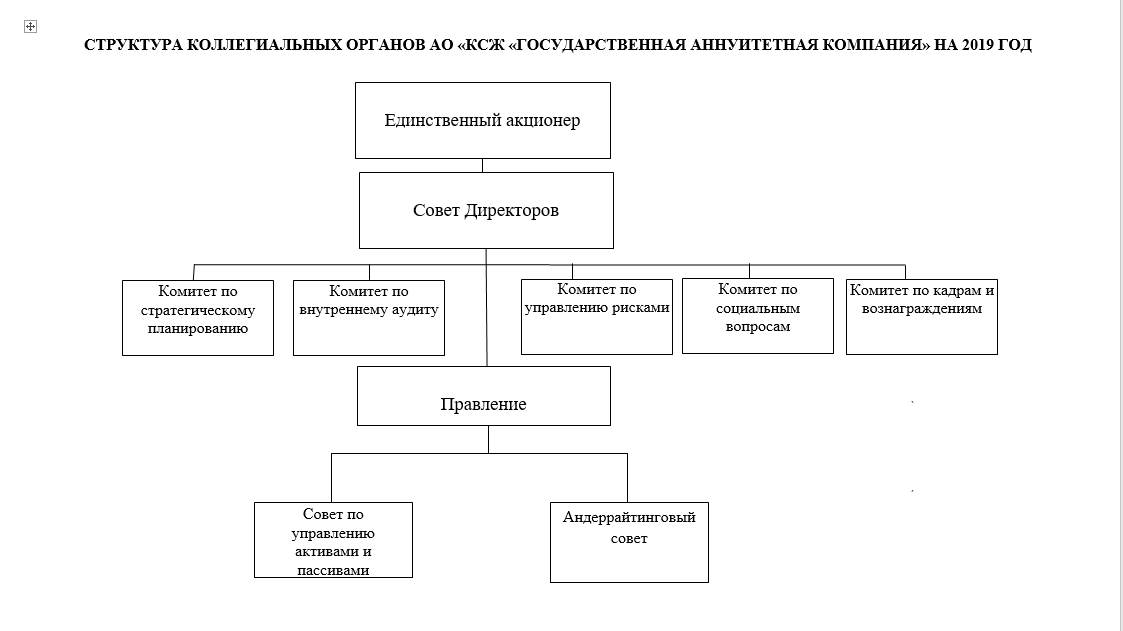 СТРУКТУРА КОЛЛЕГИАЛЬНЫХ ОРГАНОВ АО «КСЖ «ГОСУДАРСТВЕННАЯ АННУИТЕТНАЯ КОМПАНИЯ» НА 2019 ГОД
Единственный акционер
Совет Директоров
Комитет по
стратегическому
планированию
Комитет по
внутреннему аудиту
Комитет по
управлению рисками
Комитет по
социальным
вопросам
Комитет по кадрам и
вознаграждениям
Правление
Совет по
управлению
активами и
пассивами
Андеррайтинговый
совет